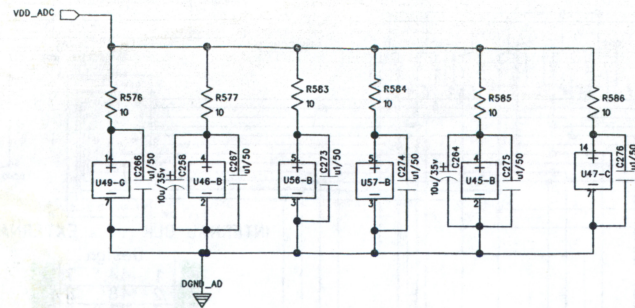 VDD_ADC
R576
10
R577
10
R583
10
R584
10
R585
10
R586
10
14
U49-G
7
C266
u1/50
10u/35v
C258
4
U46-B
2
C267
u1/50
5
U56-B
3
C273
u1/50
5
U57-B
3
C274
u1/50
10u/35v
C264
4
U45-B
2
C275
u1/50
14
U47-C
7
C276
u1/50
DGND_AD